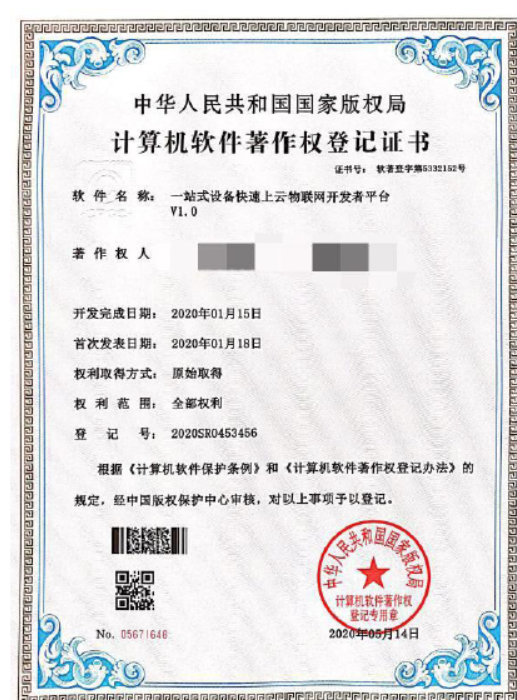 中华人民共和国国家版权局
计算机软件著作权登记证书
证书号： 软著登字第5332152号
软件名称： 一站式设备快速上云物联网开发者平台
V1.0
著作权人
开发完成日期： 2020年01月15日
首次发表日期： 2020年01月18日
权利取得方式： 原始取得
权利范围： 全部权利
登记号： 2020SR0453456
根据《计算机软件保护条例》和《计算机软件著作权登记办法》的
规定，经中国版权保护中心审核，对以上事项予以登记。
中华人民共和国国家版权局
计算机软件著作权
登记专用章
No. 05671646
2020年05月14日